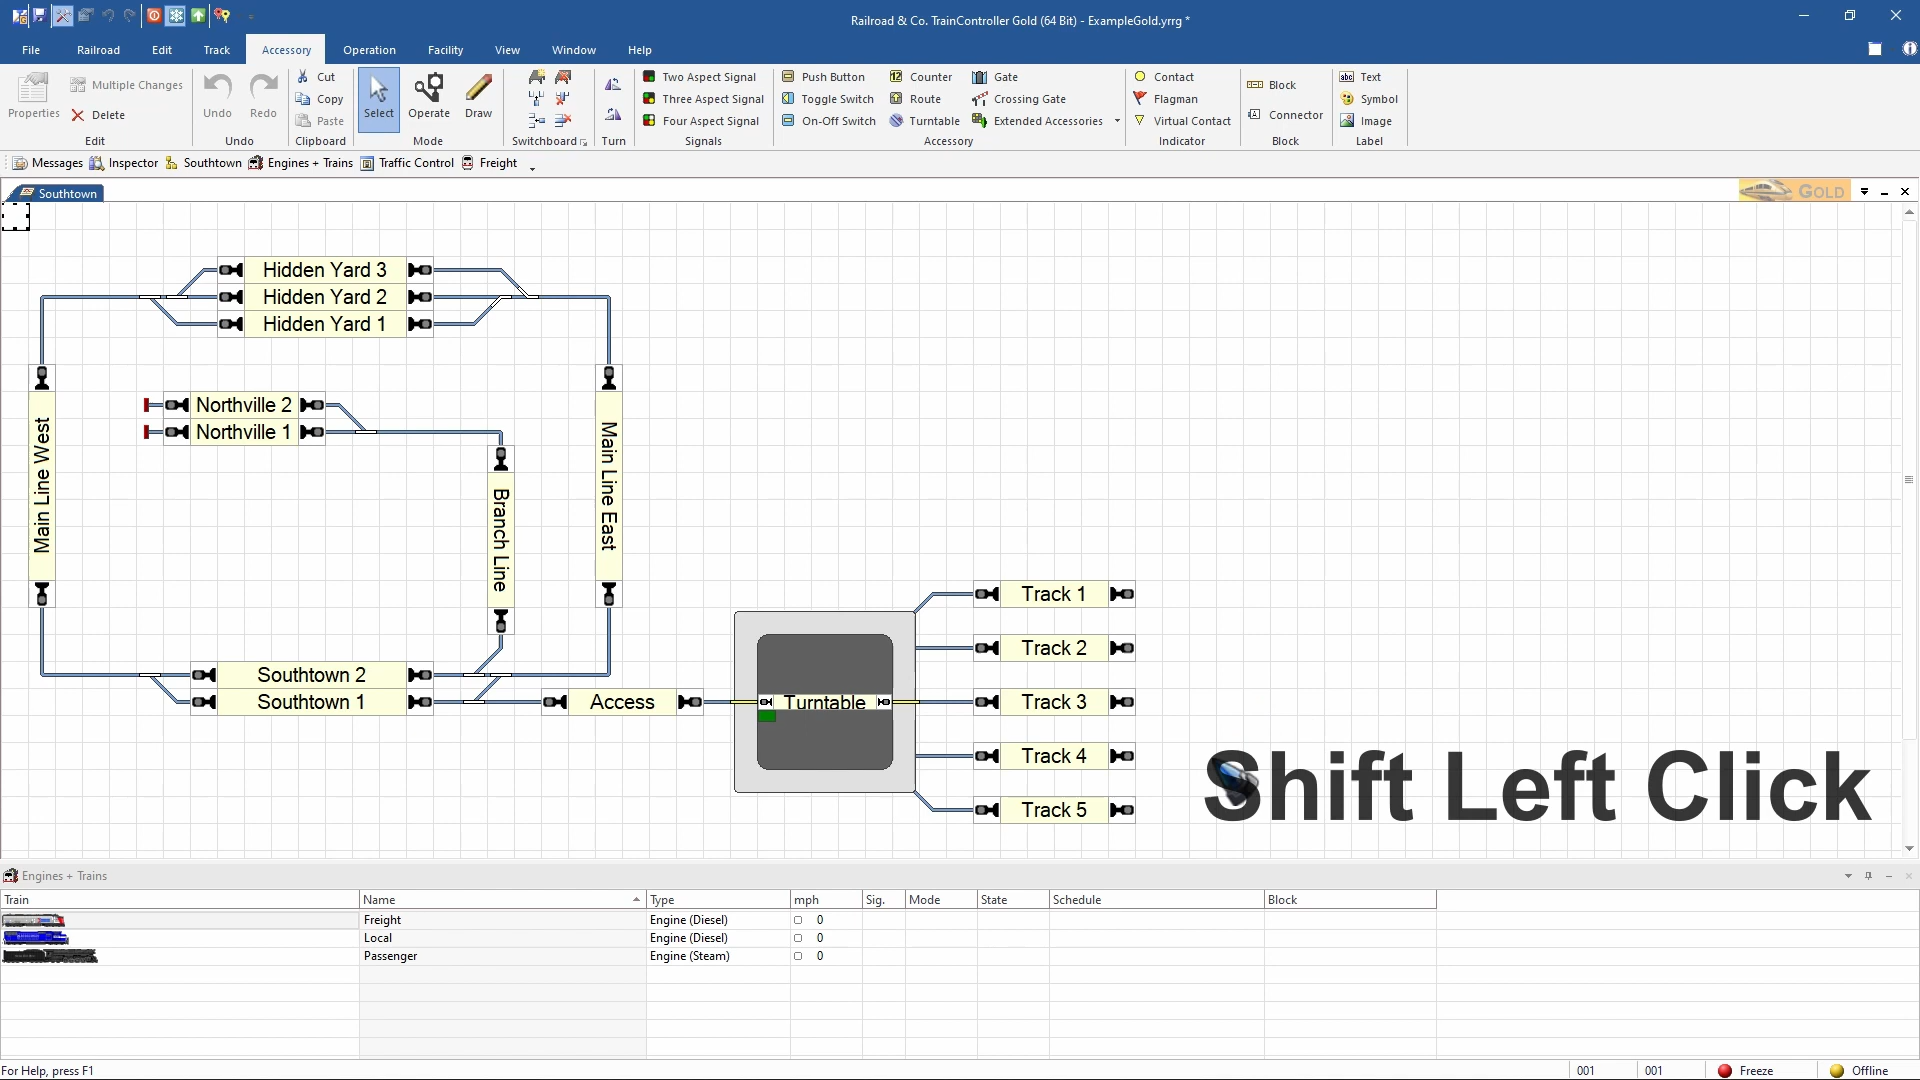 Railroad & Co. TrainController Gold (64 Bit) - ExampleGold.yrrg *
File Railroad Edit Track Accessory Operation Facility View Window Help
Properties
Multiple Changes
Delete
Edit
Undo Redo
Undo
Cut
Copy
Paste
Clipboard
Select Operate Draw
Mode
Switchboard
Turn
Two Aspect Signal
Three Aspect Signal
Four Aspect Signal
Signals
Push Button Counter Gate
Toggle Switch Route Crossing Gate
On-Off Switch Turntable Extended Accessories
Accessory
Contact
Flagman
Virtual Contact
Indicator
Block
Connector
Block
Text
Symbol
Image
Label
Messages Inspector Southtown Engines + Trains Traffic Control Freight
Southtown
GOLD
Hidden Yard 3
Hidden Yard 2
Hidden Yard 1
Northville 2
Northville 1
Main Line West
Branch Line
Main Line East
Southtown 2
Southtown 1
Access
Turntable
Track 1
Track 2
Track 3
Track 4
Track 5
Shift Left Click
Engines + Trains
Train Name Type mph Sig. Mode State Schedule Block
Freight Engine (Diesel) 0
Local Engine (Diesel) 0
Passenger Engine (Steam) 0
For Help, press F1 001 001 Freeze Offline